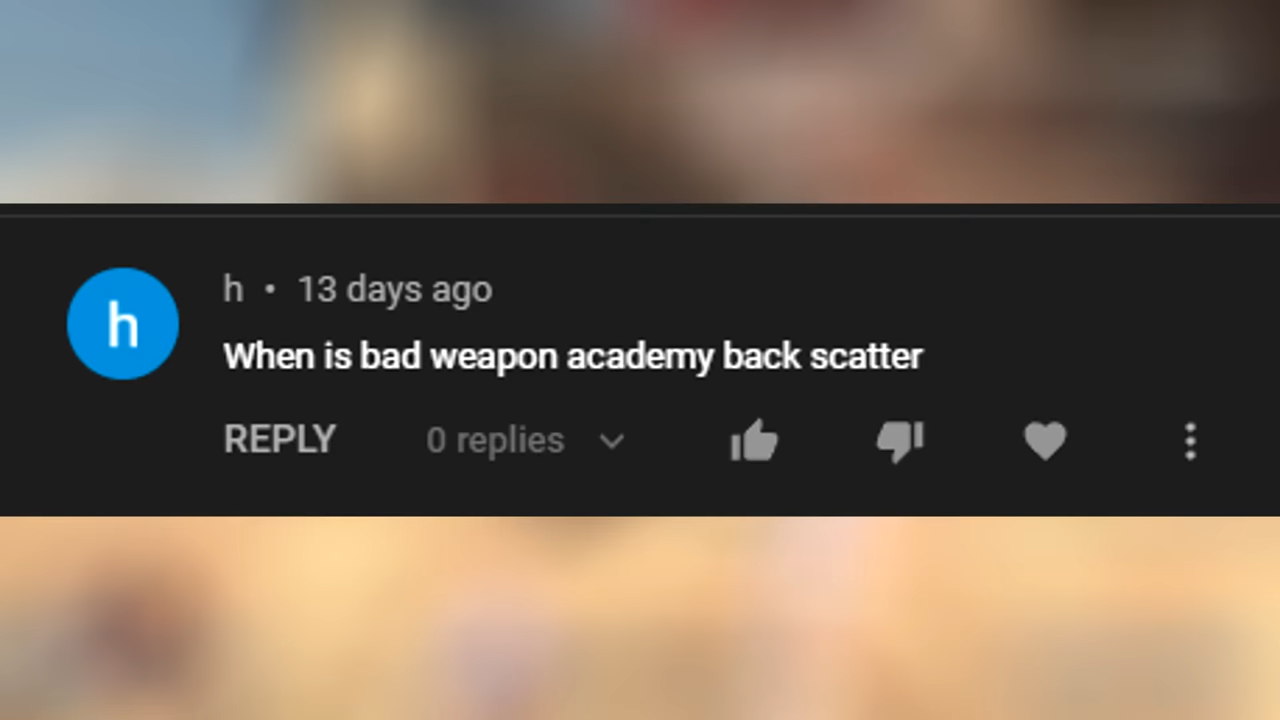 h
h • 13 days ago
When is bad weapon academy back scatter
REPLY 0 replies